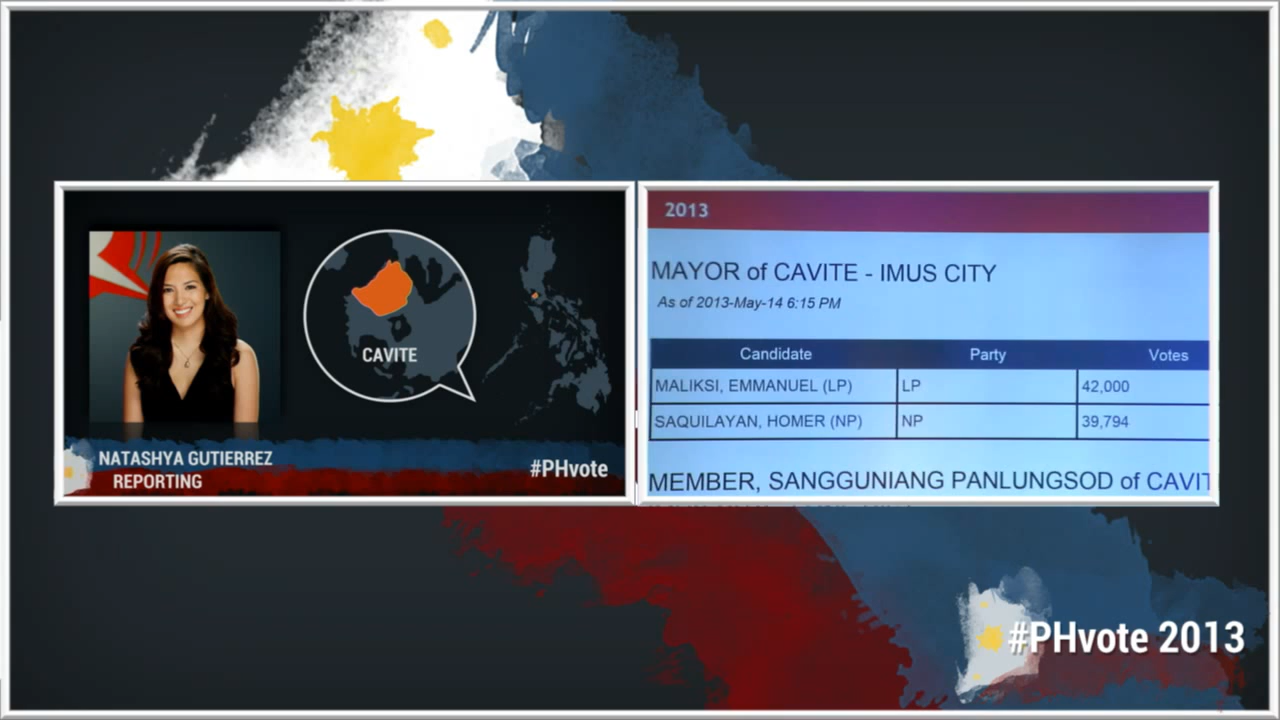 CAVITE
NATASHYA GUTIERREZ
REPORTING
#PHvote
2013
MAYOR of CAVITE - IMUS CITY
As of 2013-May-14 6:15 PM
Candidate Party Votes
MALIKSI, EMMANUEL (LP) LP 42,000
SAQUILAYAN, HOMER (NP) NP 39,794
MEMBER, SANGGUNIANG PANLUNGSOD of CAVIT
#PHvote 2013